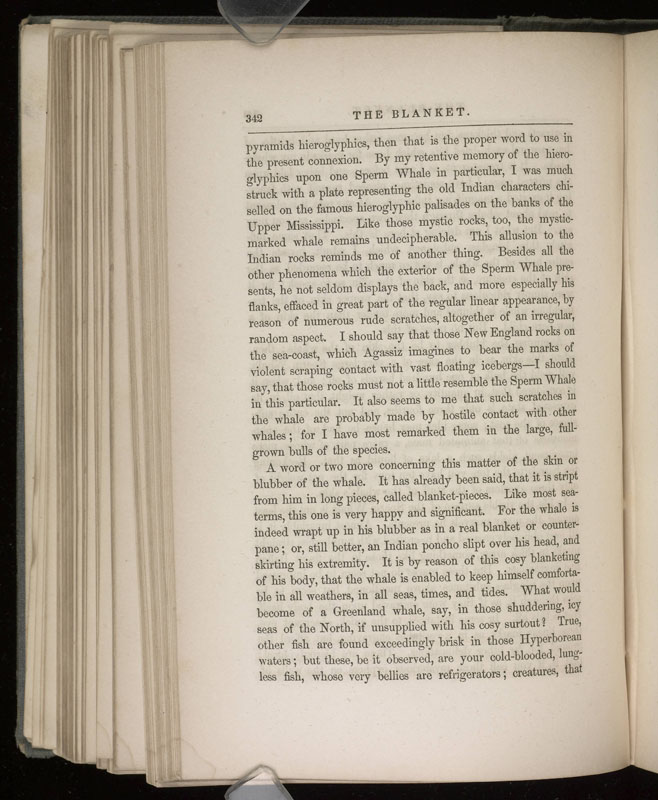 342
THE BLANKET.
pyramids hieroglyphics, then that is the proper word to use in
the present connexion. By my retentive memory of the hiero-
glyphics upon one Sperm Whale in particular, I was much
struck with a plate representing the old Indian characters chi-
selled on the famous hieroglyphic palisades on the banks of the
Upper Mississippi. Like those mystic rocks, too, the mystic-
marked whale remains undecipherable. This allusion to the
Indian rocks reminds me of another thing. Besides all the
other phenomena which the exterior of the Sperm Whale pre-
sents, he not seldom displays the back, and more especially his
flanks, effaced in great part of the regular linear appearance, by
reason of numerous rude scratches, altogether of an irregular,
random aspect. I should say that those New England rocks on
the sea-coast, which Agassiz imagines to bear the marks of
violent scraping contact with vast floating icebergs—I should
say, that those rocks must not a little resemble the Sperm Whale
in this particular. It also seems to me that such scratches in
the whale are probably made by hostile contact with other
whales; for I have most remarked them in the large, full-
grown bulls of the species.
A word or two more concerning this matter of the skin or
blubber of the whale. It has already been said, that it is stript
from him in long pieces, called blanket-pieces. Like most sea-
terms, this one is very happy and significant. For the whale is
indeed wrapt up in his blubber as in a real blanket or counter-
pane; or, still better, an Indian poncho slipt over his head, and
skirting his extremity. It is by reason of this cosy blanketing
of his body, that the whale is enabled to keep himself comforta-
ble in all weathers, in all seas, times, and tides. What would
become of a Greenland whale, say, in those shuddering, icy
seas of the North, if unsupplied with his cosy surtout? True,
other fish are found exceedingly brisk in those Hyperborean
waters; but these, be it observed, are your cold-blooded, lung-
less fish, whose very bellies are refrigerators; creatures, that